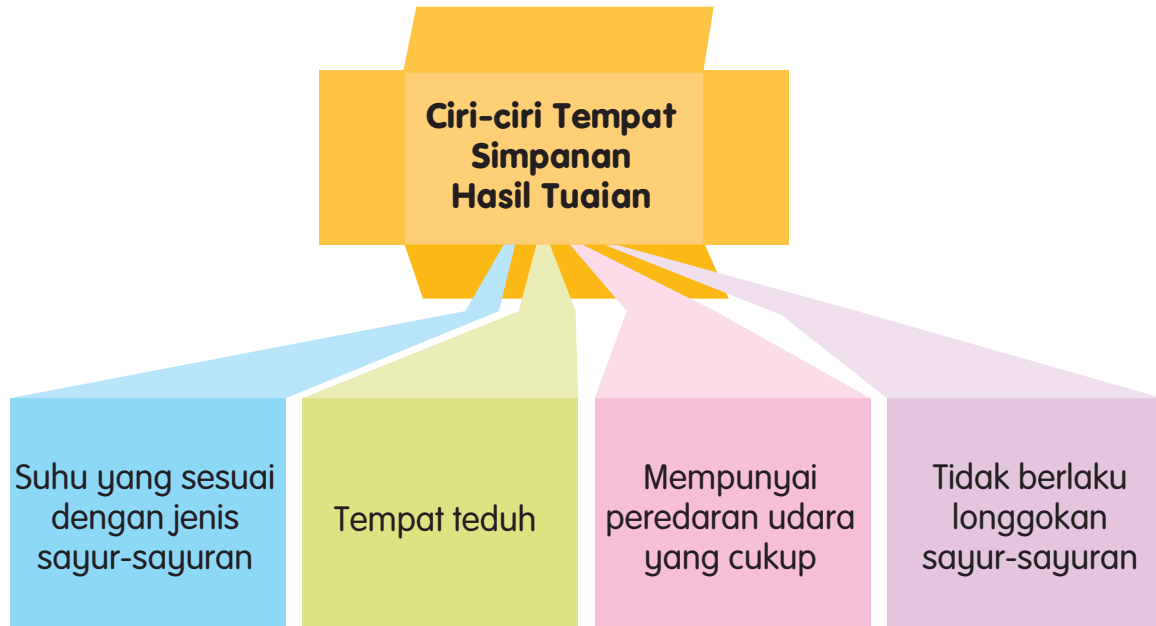 Ciri-ciri Tempat
Simpanan
Hasil Tuaian
Suhu yang sesuai
dengan jenis
sayur-sayuran
Tempat teduh
Mempunyai
peredaran udara
yang cukup
Tidak berlaku
longgokan
sayur-sayuran